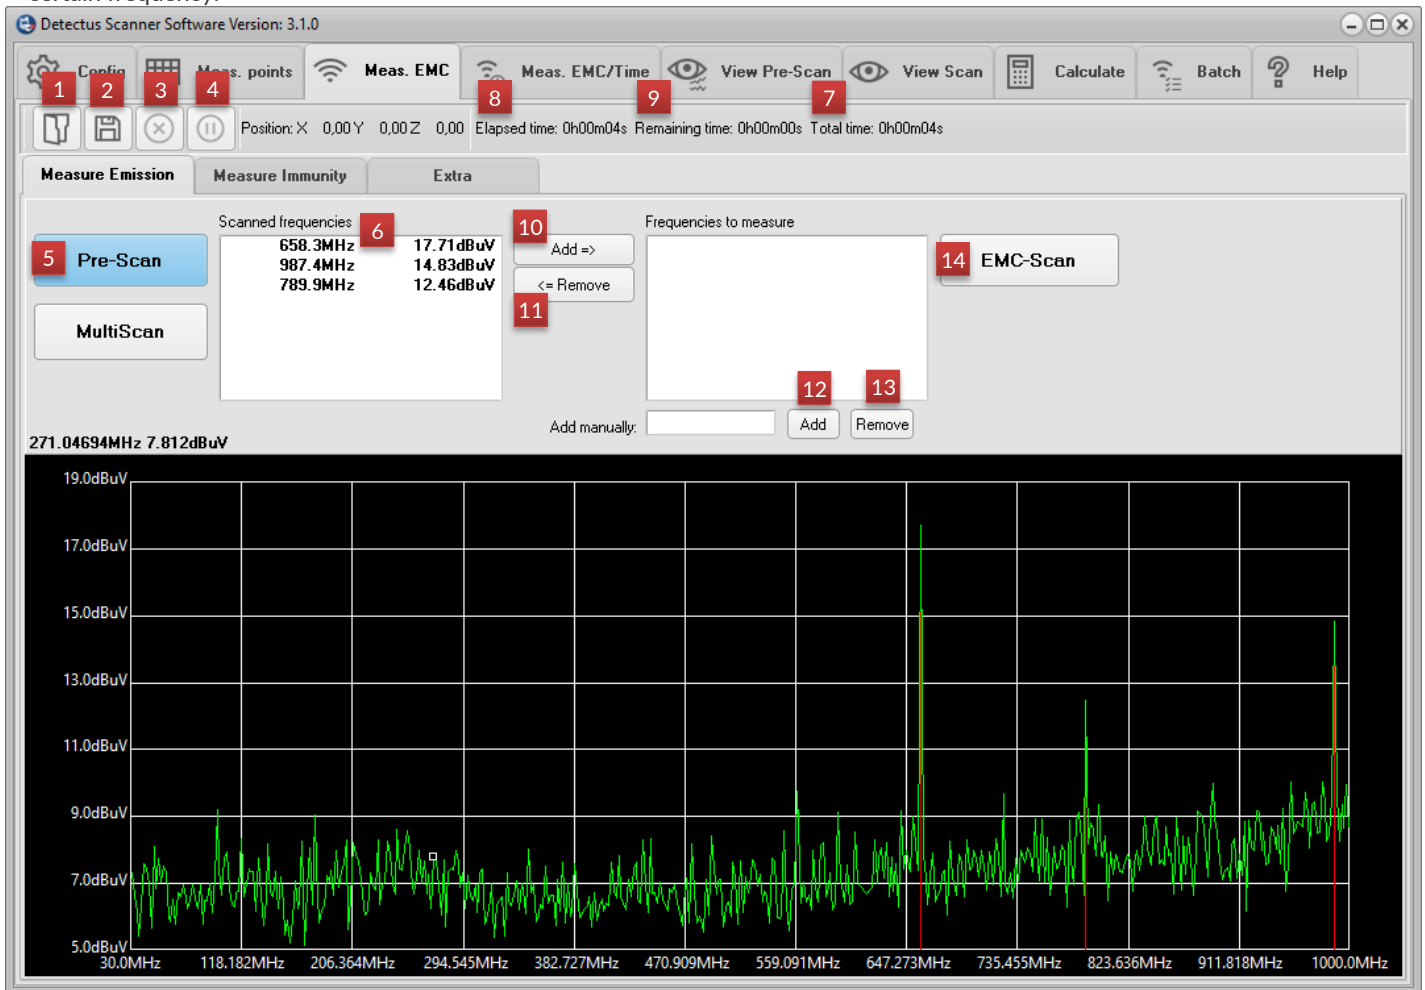 certain frequency).
Detectus Scanner Software Version: 3.1.0
Config Meas. points Meas. EMC Meas. EMC/Time View Pre-Scan View Scan Calculate Batch Help
1 2 3 4 8 9 7
Position: X 0,00 Y 0,00 Z 0,00 Elapsed time: 0h00m04s Remaining time: 0h00m00s Total time: 0h00m04s
Measure Emission Measure Immunity Extra
Scanned frequencies 6 10 Frequencies to measure
658.3MHz 17.71dBuV Add =>
5 Pre-Scan 987.4MHz 14.83dBuV 14 EMC-Scan
789.9MHz 12.46dBuV <= Remove
11
MultiScan
12 13
Add manually: Add Remove
271.04694MHz 7.812dBuV
19.0dBuV
17.0dBuV
15.0dBuV
13.0dBuV
11.0dBuV
9.0dBuV
7.0dBuV
5.0dBuV
30.0MHz 118.182MHz 206.364MHz 294.545MHz 382.727MHz 470.909MHz 559.091MHz 647.273MHz 735.455MHz 823.636MHz 911.818MHz 1000.0MHz